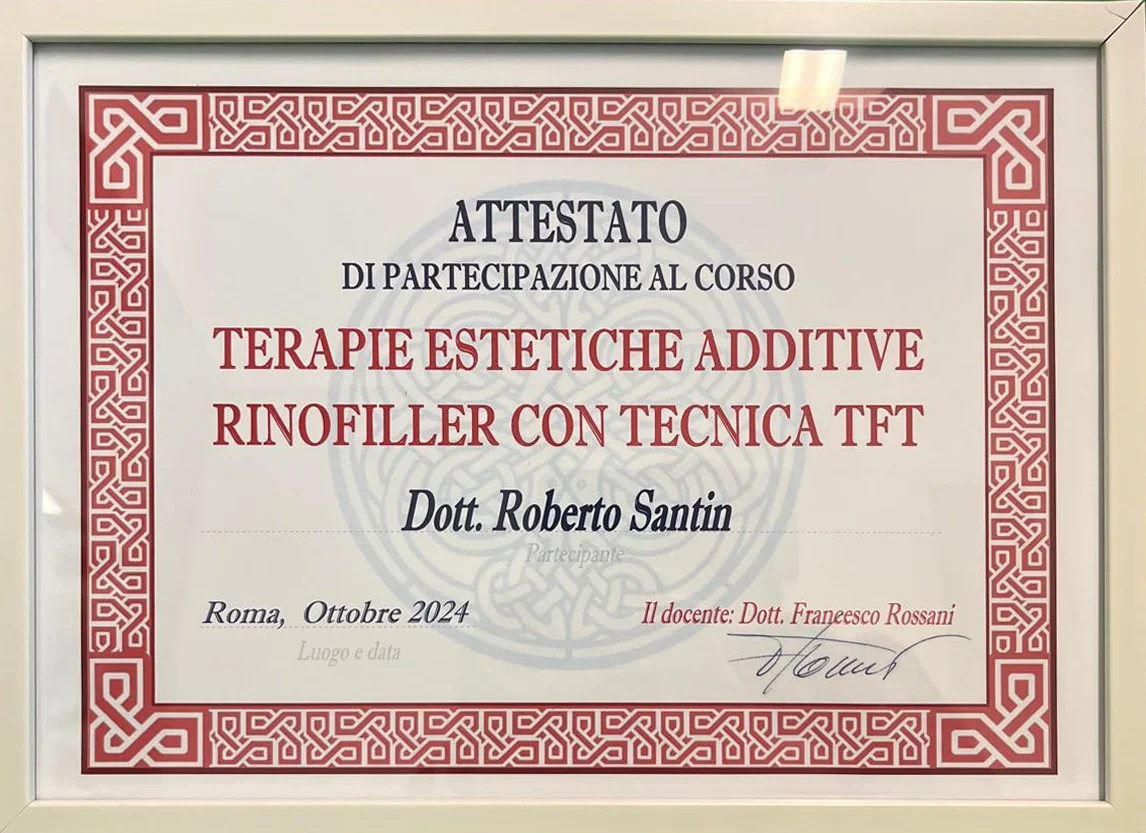 ATTESTATO
DI PARTECIPAZIONE AL CORSO
TERAPIE ESTETICHE ADDITIVE
RINOFILLER CON TECNICA TFT
Dott. Roberto Santin
Partecipante
Roma, Ottobre 2024
Luogo e data
Il docente: Dott. Francesco Rossani